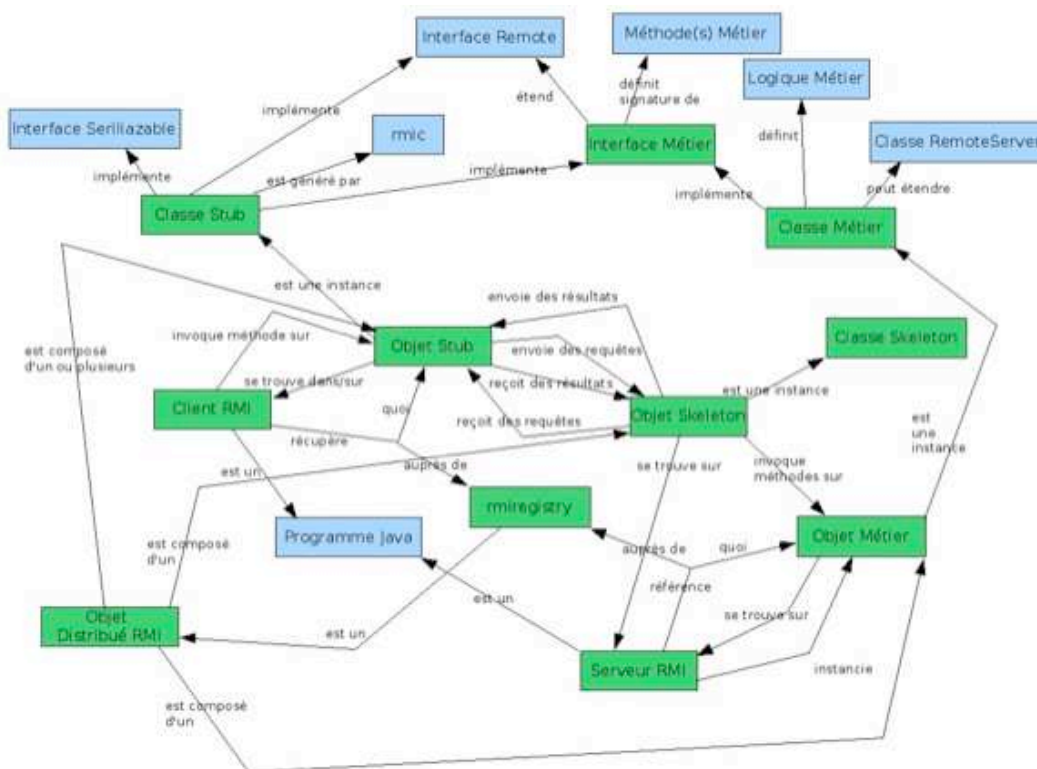 Interface Remote
Méthode(s) Métier
Logique Métier
définit
signature de
implémente
étend
Interface Seriliazable
rmic
Interface Métier
définit
Classe RemoteServer
implémente
est généré par
implémente
implémente
peut étendre
Classe Stub
Classe Métier
est une instance
envoie des résultats
invoque méthode sur
Objet Stub
envoie des requêtes
Classe Skeleton
est composé
d'un ou plusieurs
se trouve dans/sur
reçoit des résultats
est une instance
Client RMI
quoi
reçoit des requêtes
Objet Skeleton
est
une
instance
récupère
auprès de
se trouve sur
invoque
méthodes sur
est un
rmiregistry
Programme Java
Objet Métier
est composé
d'un
auprès de
quoi
référence
est un
se trouve sur
Objet
Distribué RMI
est un
Serveur RMI
instancie
est composé
d'un